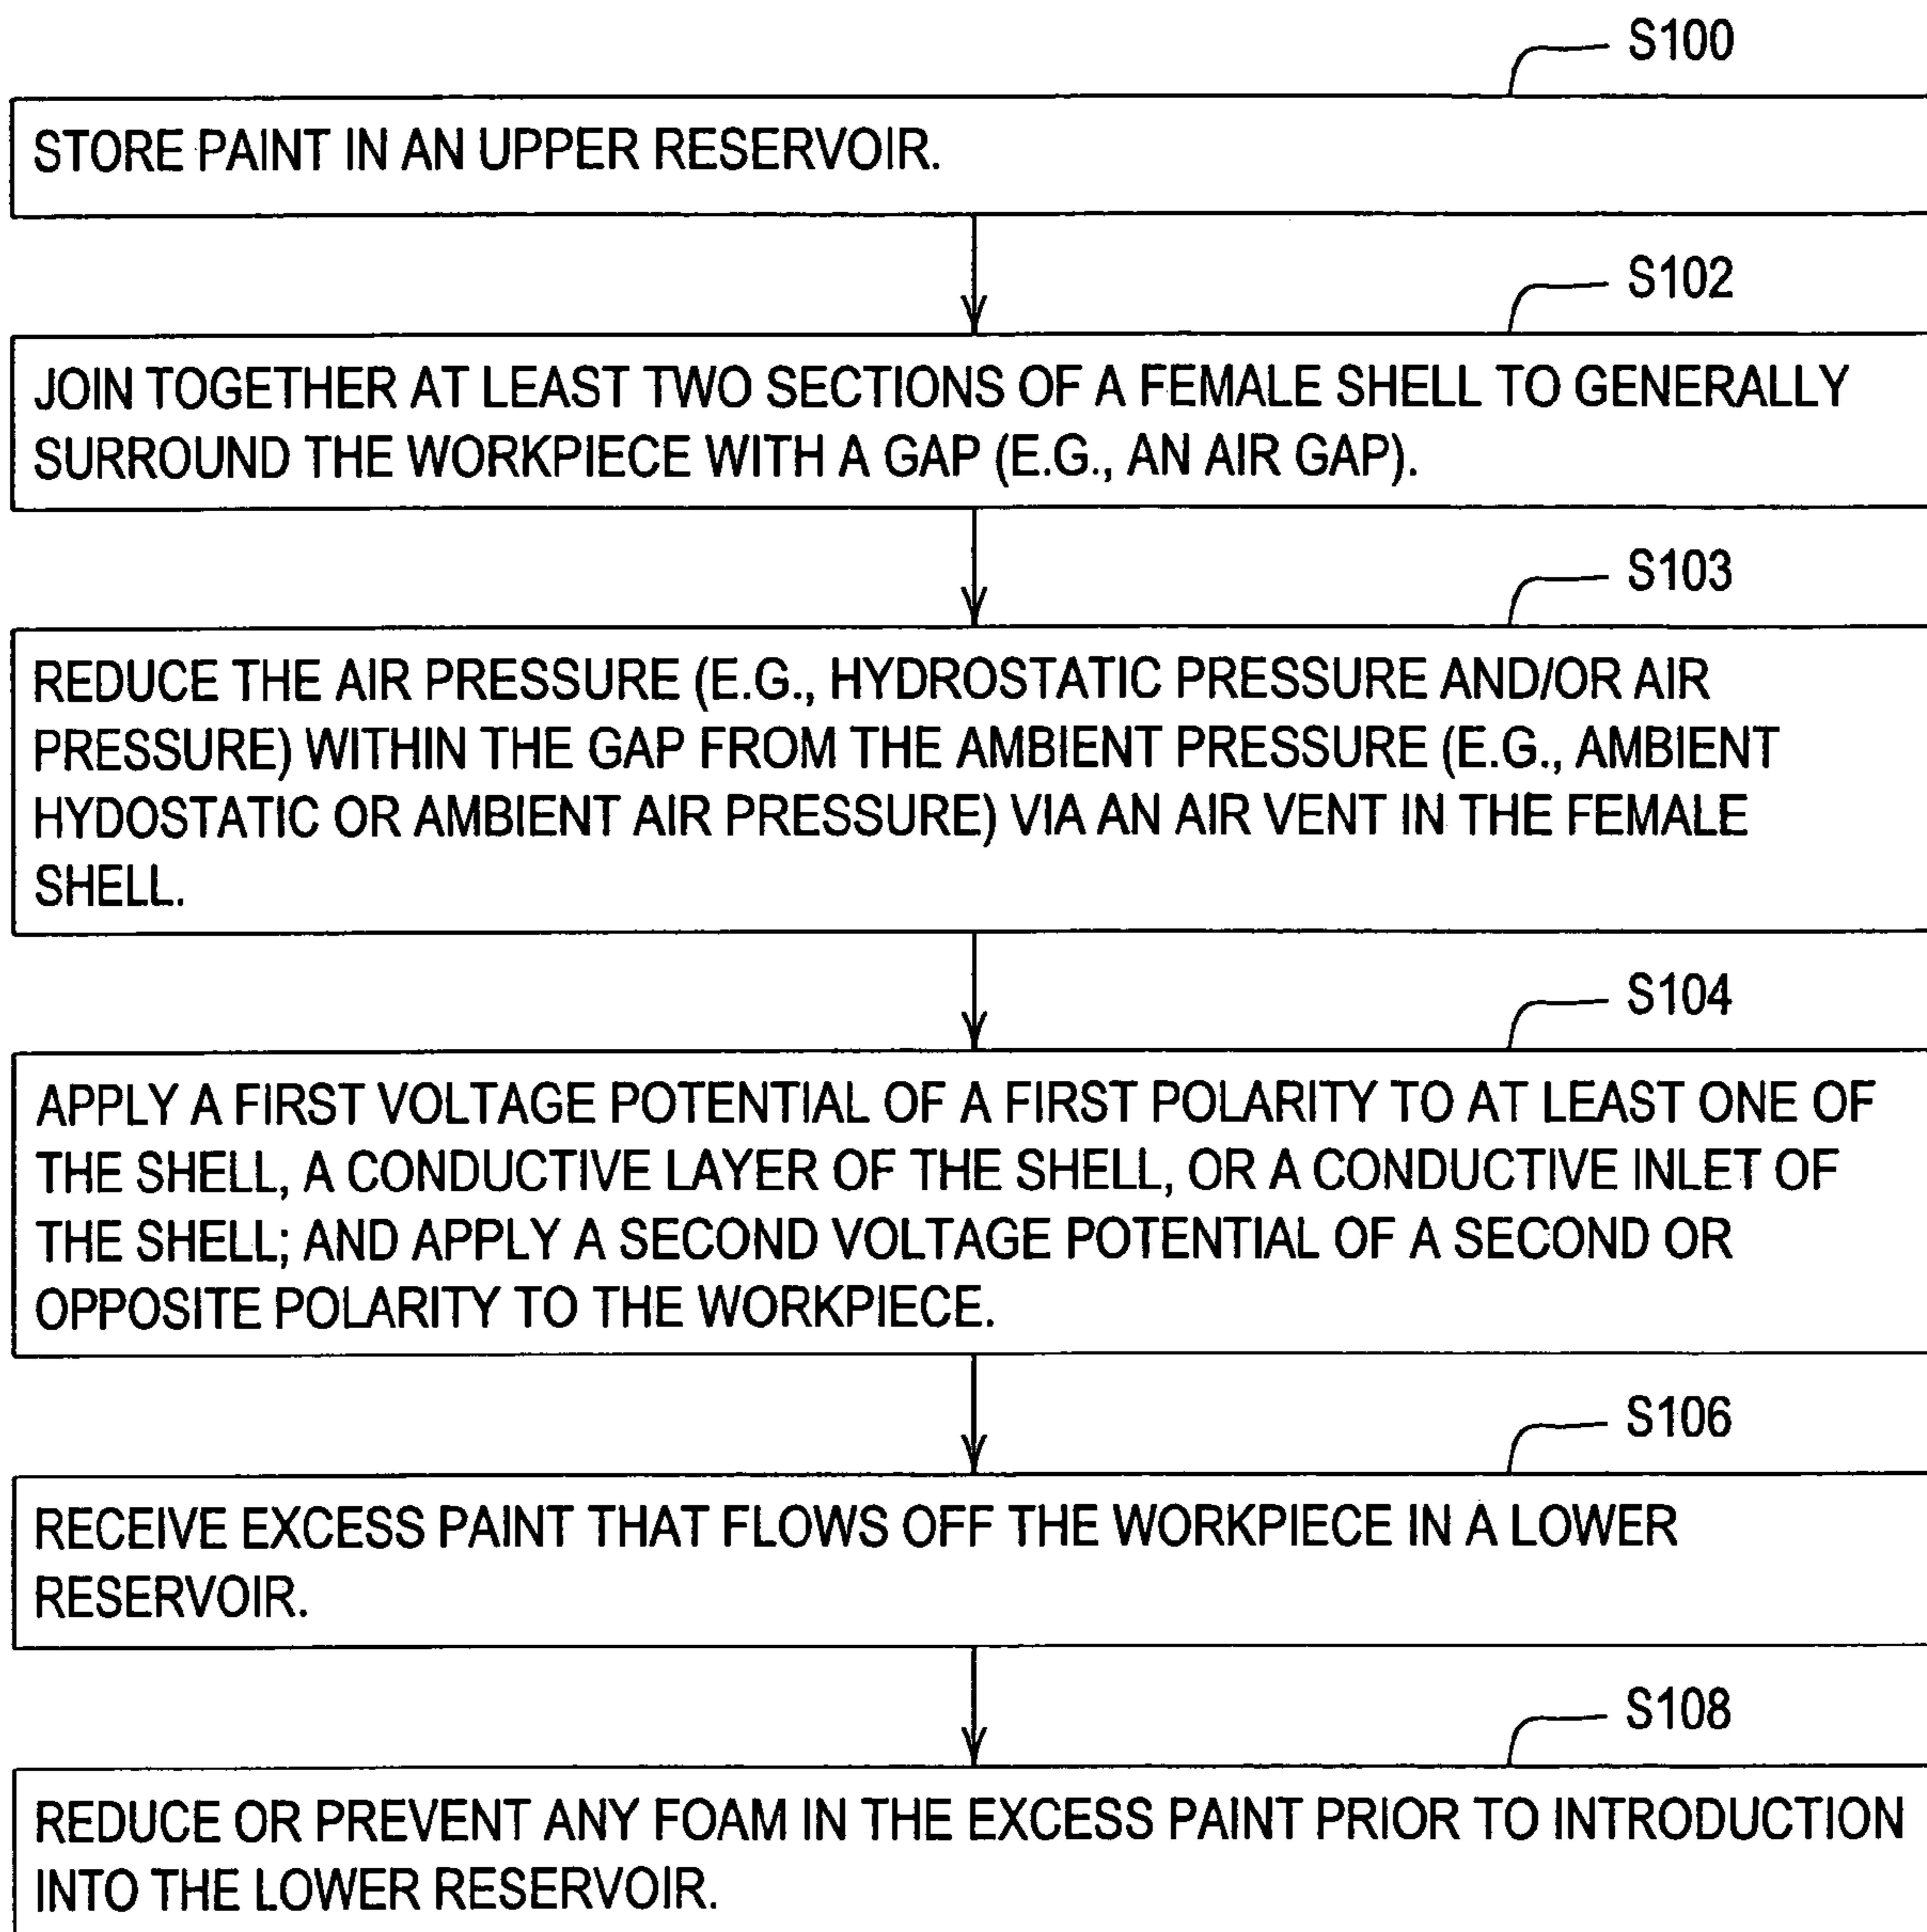 S100
STORE PAINT IN AN UPPER RESERVOIR.
S102
JOIN TOGETHER AT LEAST TWO SECTIONS OF A FEMALE SHELL TO GENERALLY
SURROUND THE WORKPIECE WITH A GAP (E.G., AN AIR GAP).
S103
REDUCE THE AIR PRESSURE (E.G., HYDROSTATIC PRESSURE AND/OR AIR
PRESSURE) WITHIN THE GAP FROM THE AMBIENT PRESSURE (E.G., AMBIENT
HYDOSTATIC OR AMBIENT AIR PRESSURE) VIA AN AIR VENT IN THE FEMALE
SHELL.
S104
APPLY A FIRST VOLTAGE POTENTIAL OF A FIRST POLARITY TO AT LEAST ONE OF
THE SHELL, A CONDUCTIVE LAYER OF THE SHELL, OR A CONDUCTIVE INLET OF
THE SHELL; AND APPLY A SECOND VOLTAGE POTENTIAL OF A SECOND OR
OPPOSITE POLARITY TO THE WORKPIECE.
S106
RECEIVE EXCESS PAINT THAT FLOWS OFF THE WORKPIECE IN A LOWER
RESERVOIR.
S108
REDUCE OR PREVENT ANY FOAM IN THE EXCESS PAINT PRIOR TO INTRODUCTION
INTO THE LOWER RESERVOIR.